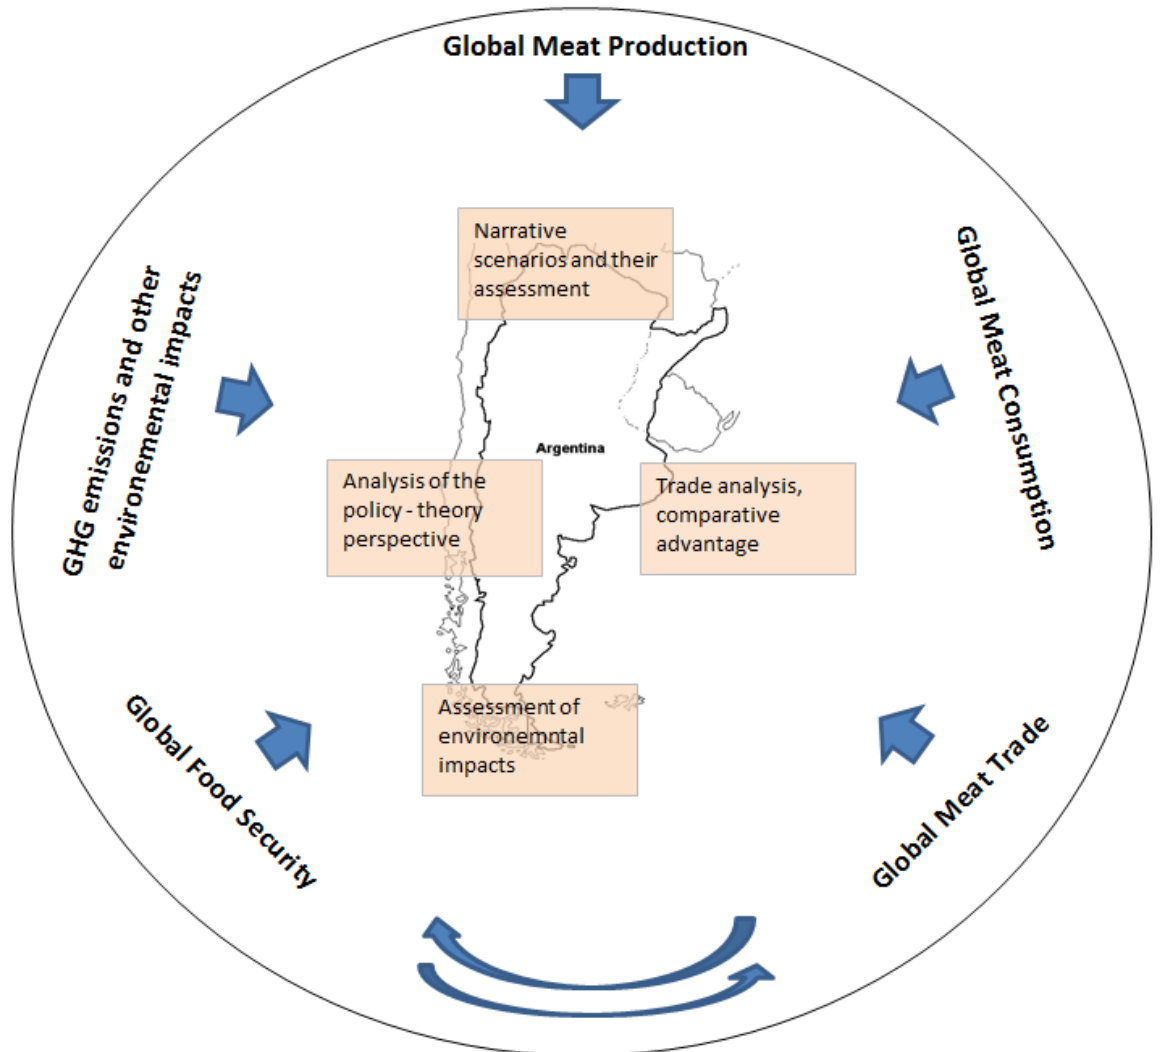 Global Meat Production
Narrative
scenarios and their
assessment
GHG emissions and other
environemental impacts
Global Meat Consumption
Argentina
Analysis of the
policy - theory
perspective
Trade analysis,
comparative
advantage
Assessment of
environemntal
impacts
Global Food Security
Global Meat Trade